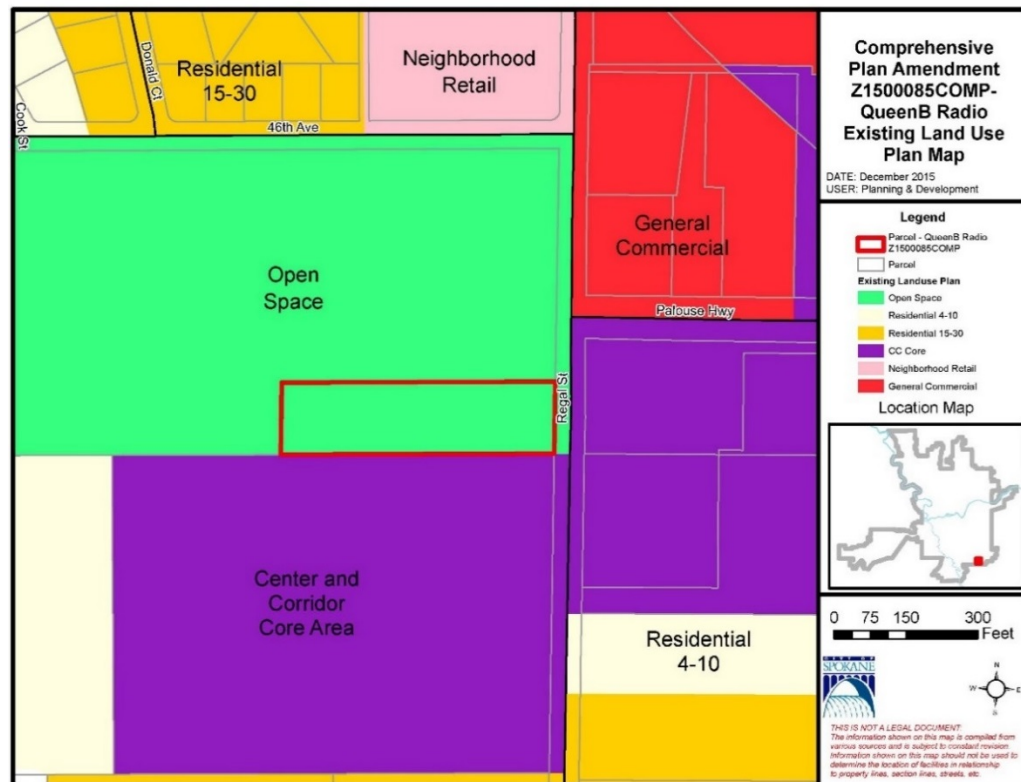 Comprehensive
Plan Amendment
Z1500085COMP-
QueenB Radio
Existing Land Use
Plan Map
DATE: December 2015
USER: Planning & Development
Legend
Parcel - QueenB Radio
Z1500085COMP
Parcel
Existing Landuse Plan
Open Space
Residential 4-10
Residential 15-30
CC Core
Neighborhood Retail
General Commercial
Location Map
0 75 150 300
Feet
CITY OF
SPOKANE
N
W
E
S
THIS IS NOT A LEGAL DOCUMENT:
The information shown on this map is compiled from
various sources and is subject to constant revision.
Information shown on this map should not be used to
determine the location of facilities in relationship
to property lines, section lines, streets, etc.
Cook St
Donald Ct
Residential
15-30
46th Ave
Neighborhood
Retail
General
Commercial
Palouse Hwy
Open
Space
Regal St
Center and
Corridor
Core Area
Residential
4-10